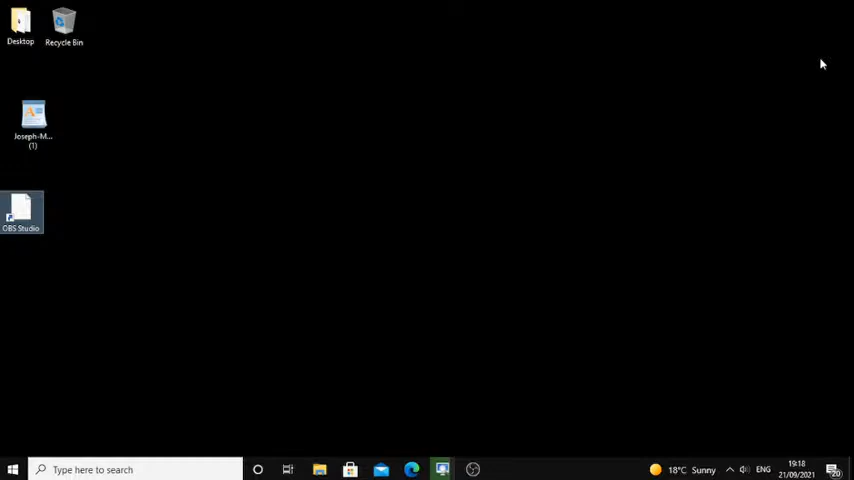 Desktop
Recycle Bin
Joseph-M...
(1)
OBS Studio
Type here to search
18°C Sunny
ENG
19:18
21/09/2021
20